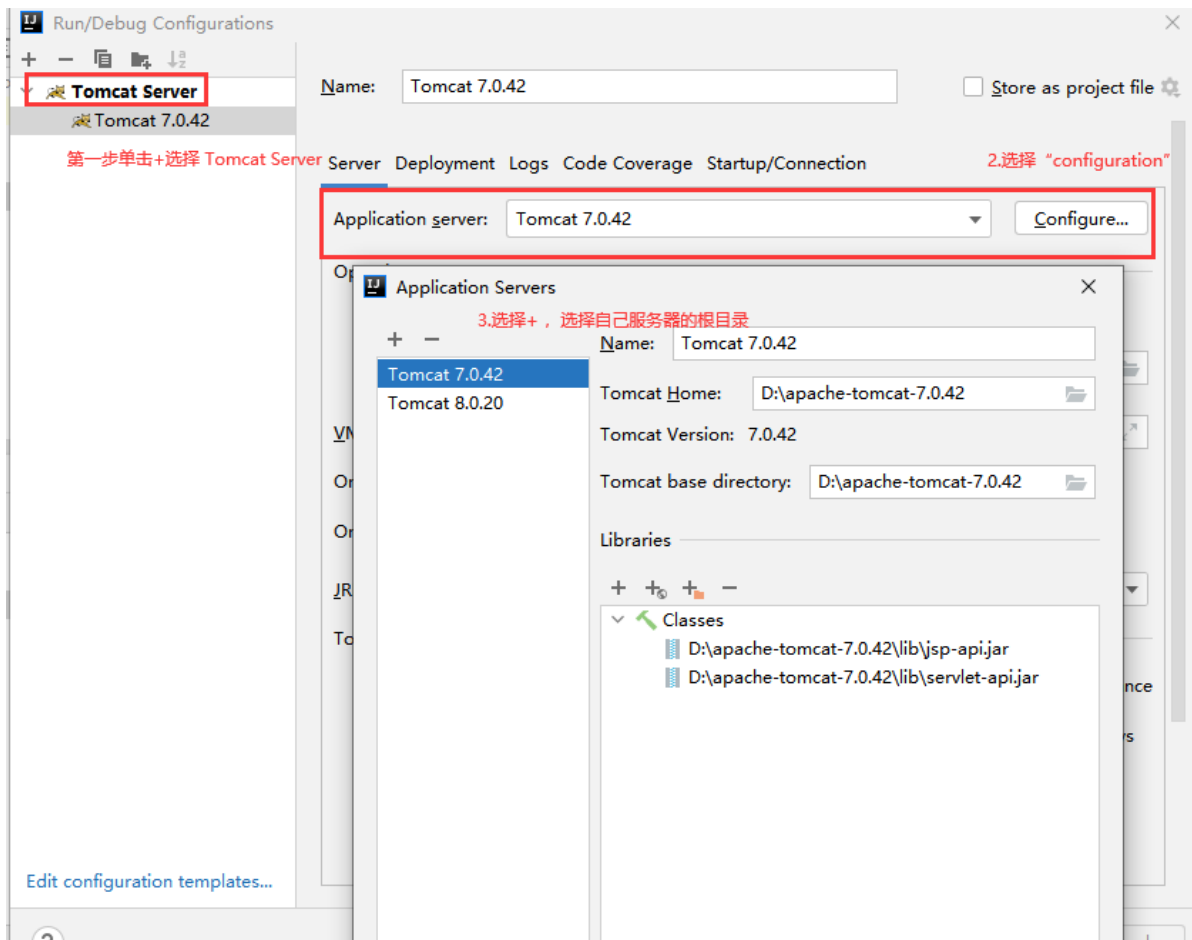 Run/Debug Configurations
Tomcat Server
Tomcat 7.0.42
第一步单击+选择 Tomcat Server
Name: Tomcat 7.0.42
Store as project file
Server Deployment Logs Code Coverage Startup/Connection
2.选择“configuration”
Application server: Tomcat 7.0.42 Configure...
Application Servers
3.选择+，选择自己服务器的根目录
Tomcat 7.0.42
Tomcat 8.0.20
Name: Tomcat 7.0.42
Tomcat Home: D:\apache-tomcat-7.0.42
Tomcat Version: 7.0.42
Tomcat base directory: D:\apache-tomcat-7.0.42
Libraries
Classes
D:\apache-tomcat-7.0.42\lib\jsp-api.jar
D:\apache-tomcat-7.0.42\lib\servlet-api.jar
Edit configuration templates...